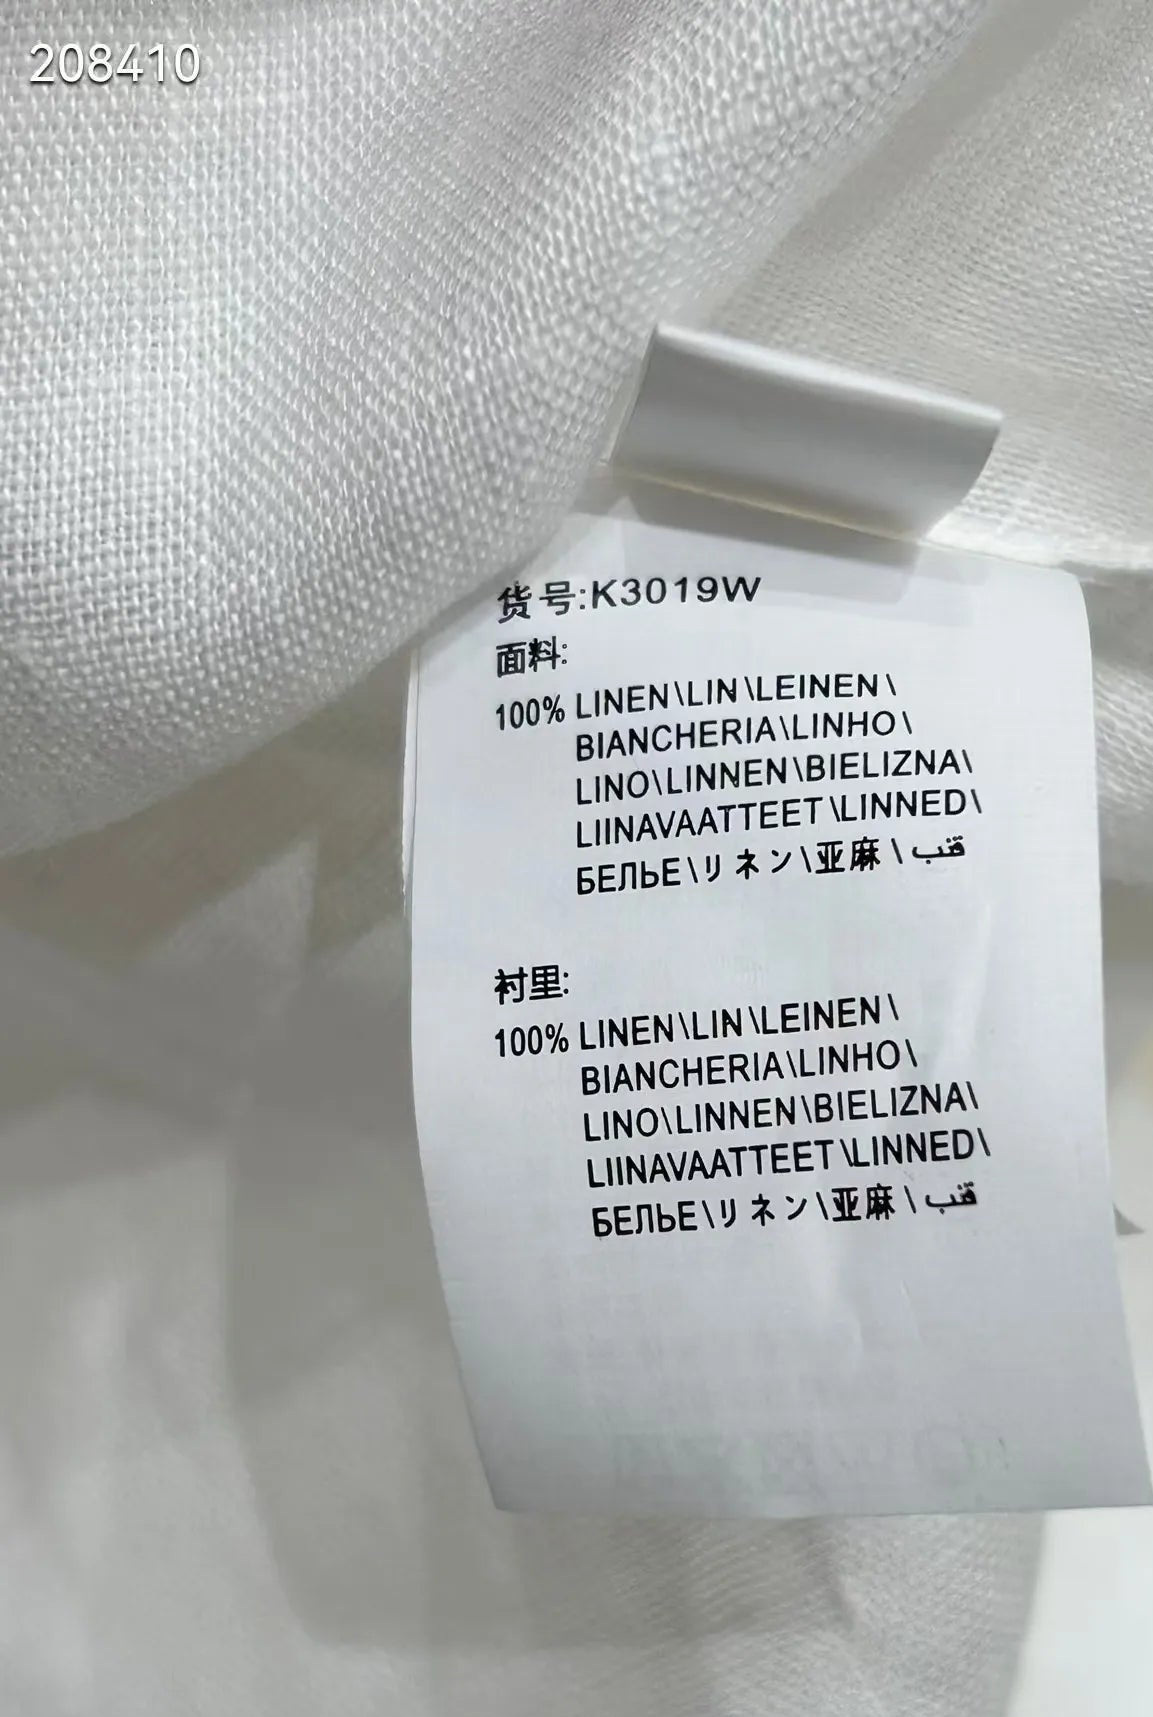 208410
货号:K3019W
面料:
100% LINEN\LIN\LEINEN\
BIANCHERIA\LINHO\
LINO\LINNEN\BIELIZNA\
LIINAVAATTEET\LINNED\
БЕЛЬЕ\リネン\亚麻\قنب
衬里:
100% LINEN\LIN\LEINEN\
BIANCHERIA\LINHO\
LINO\LINNEN\BIELIZNA\
LIINAVAATTEET\LINNED\
БЕЛЬЕ\リネン\亚麻\قنب